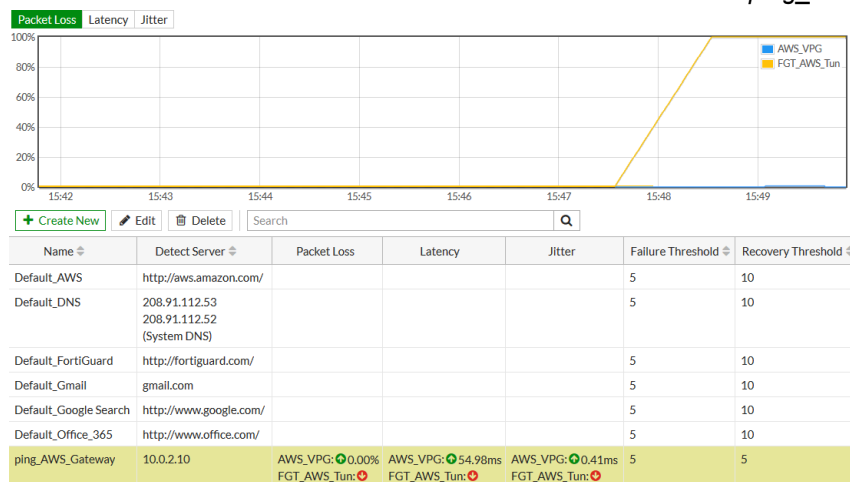 Packet Loss Latency Jitter
100%
AWS_VPG
FGT_AWS_Tun
80%
60%
40%
20%
0%
15:42 15:43 15:44 15:45 15:46 15:47 15:48 15:49
Create New Edit Delete Search
Name Detect Server Packet Loss Latency Jitter Failure Threshold Recovery Threshold
Default_AWS http://aws.amazon.com/ 5 10
Default_DNS 208.91.112.53 5 10
208.91.112.52
(System DNS)
Default_FortiGuard http://fortiguard.com/ 5 10
Default_Gmail gmail.com 5 10
Default_Google Search http://www.google.com/ 5 10
Default_Office_365 http://www.office.com/ 5 10
ping_AWS_Gateway 10.0.2.10 AWS_VPG: 0.00% AWS_VPG: 54.98ms AWS_VPG: 0.41ms 5 5
FGT_AWS_Tun: FGT_AWS_Tun: FGT_AWS_Tun: